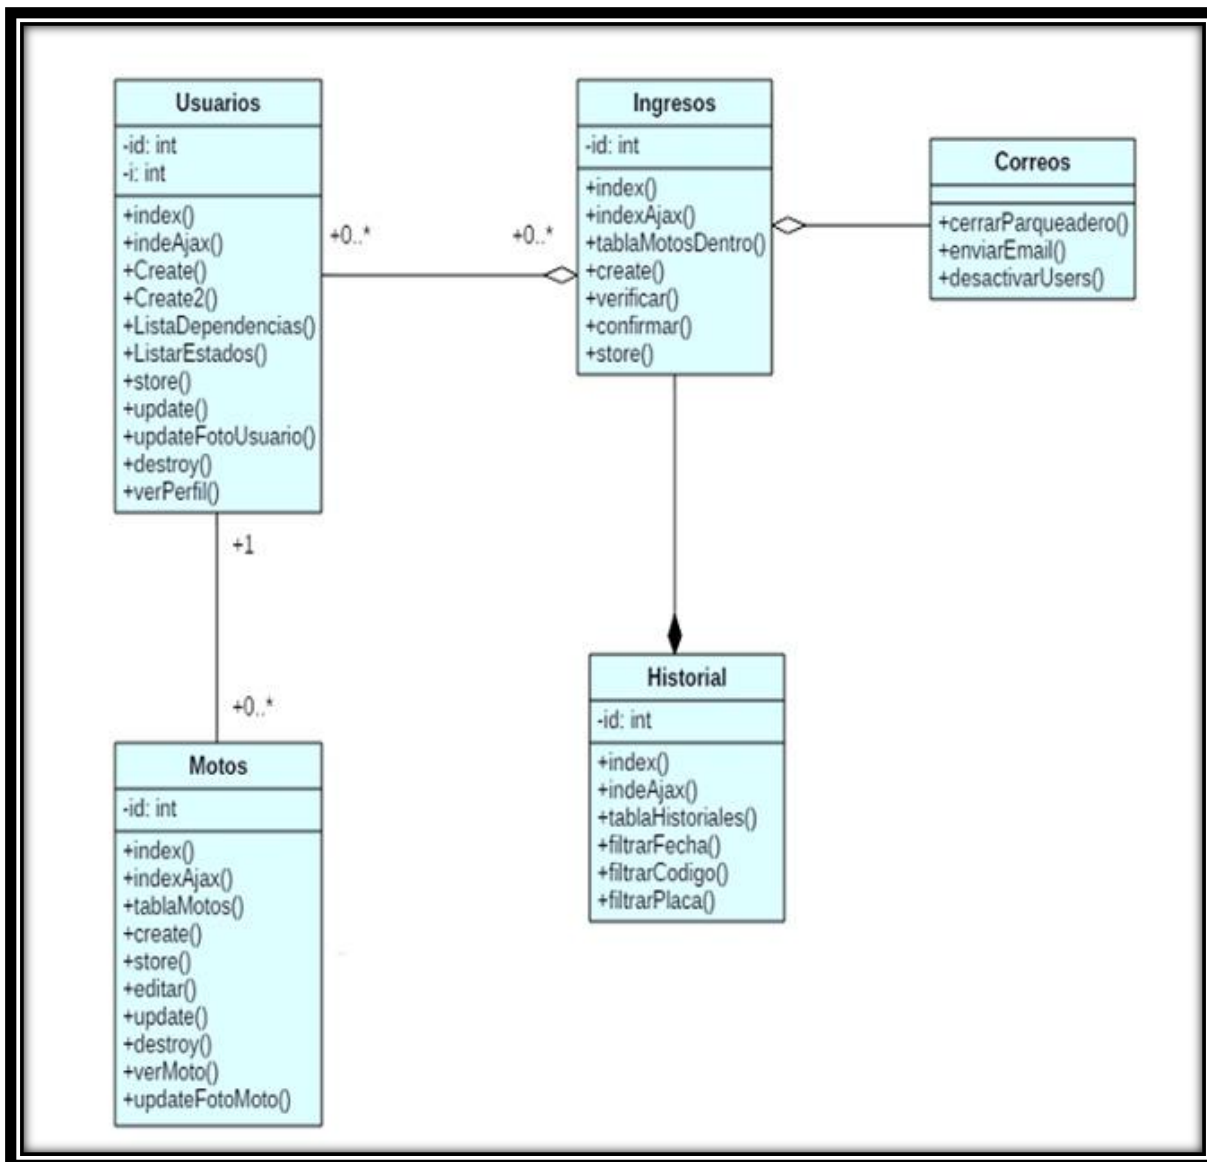 Usuarios
-id: int
-i: int
+index()
+indeAjax()
+Create()
+Create2()
+ListaDependencias()
+ListarEstados()
+store()
+update()
+updateFotoUsuario()
+destroy()
+verPerfil()
+0..*
+0..*
Ingresos
-id: int
+index()
+indexAjax()
+tablaMotosDentro()
+create()
+verificar()
+confirmar()
+store()
Correos
+cerrarParqueadero()
+enviarEmail()
+desactivarUsers()
+1
+0..*
Motos
-id: int
+index()
+indexAjax()
+tablaMotos()
+create()
+store()
+editar()
+update()
+destroy()
+verMoto()
+updateFotoMoto()
Historial
-id: int
+index()
+indeAjax()
+tablaHistoriales()
+filtrarFecha()
+filtrarCodigo()
+filtrarPlaca()